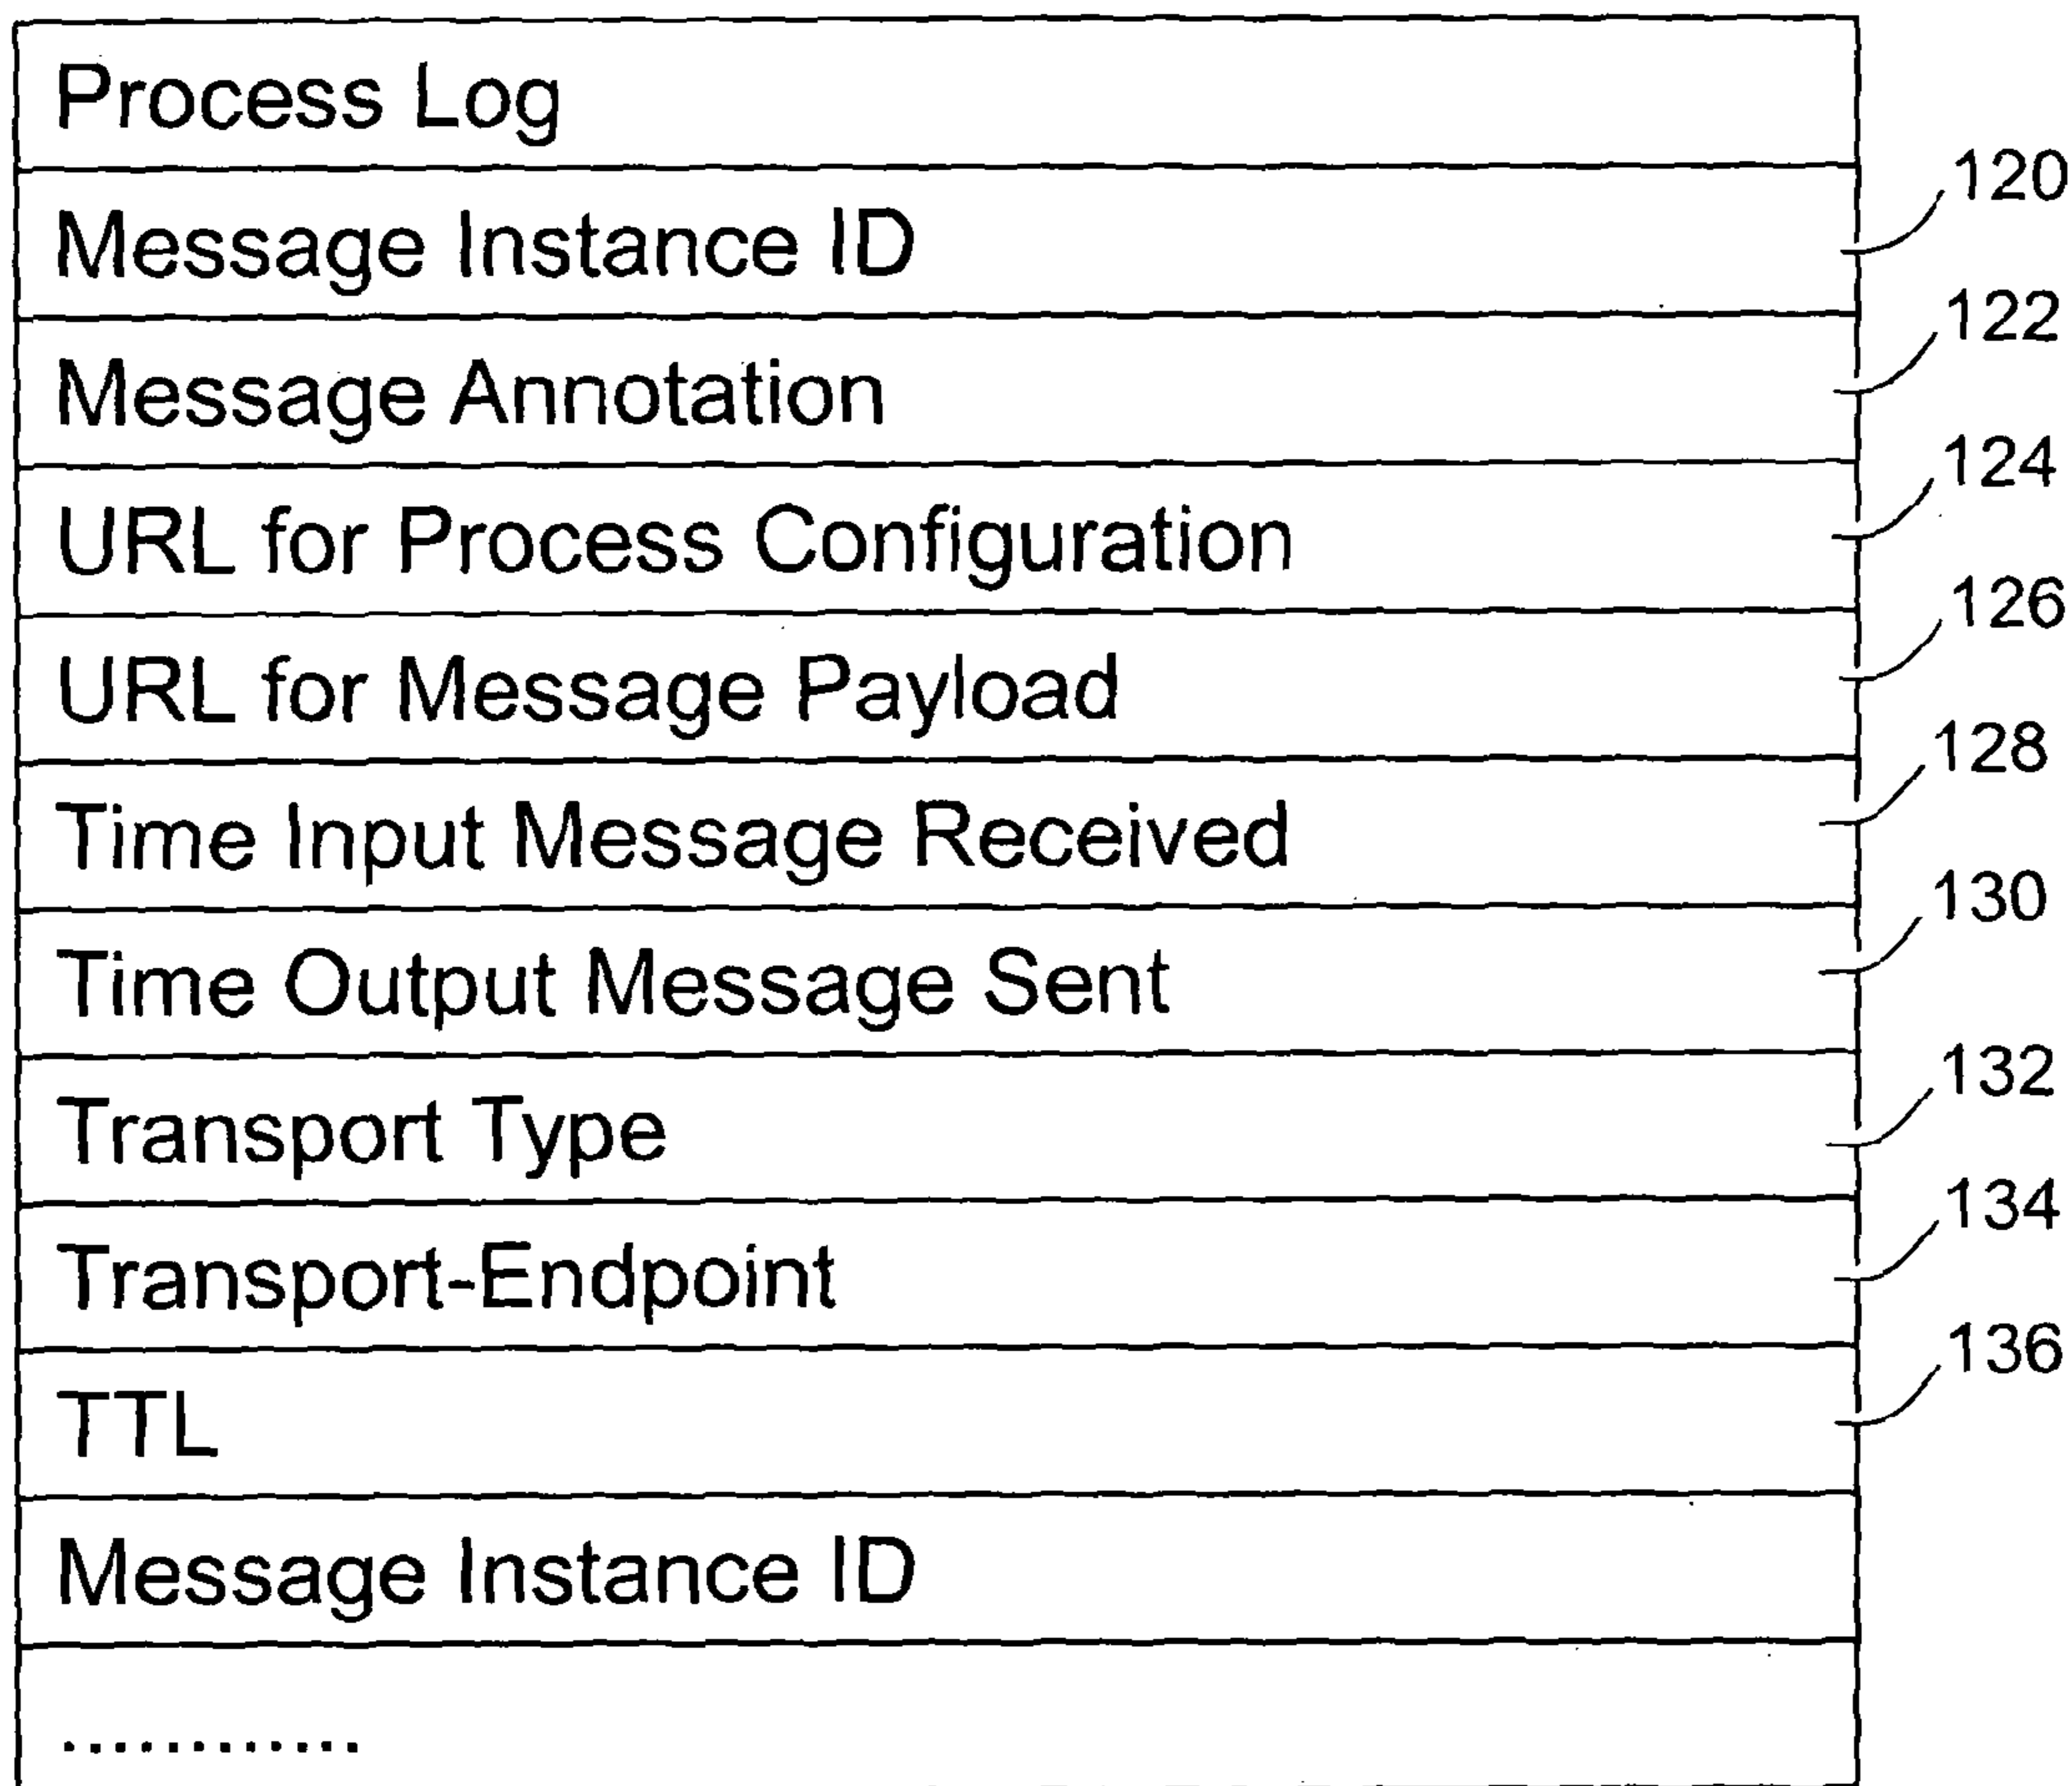 Process Log
120
Message Instance ID
122
Message Annotation
124
URL for Process Configuration
126
URL for Message Payload
128
Time Input Message Received
130
Time Output Message Sent
132
Transport Type
134
Transport-Endpoint
136
TTL
Message Instance ID
.............